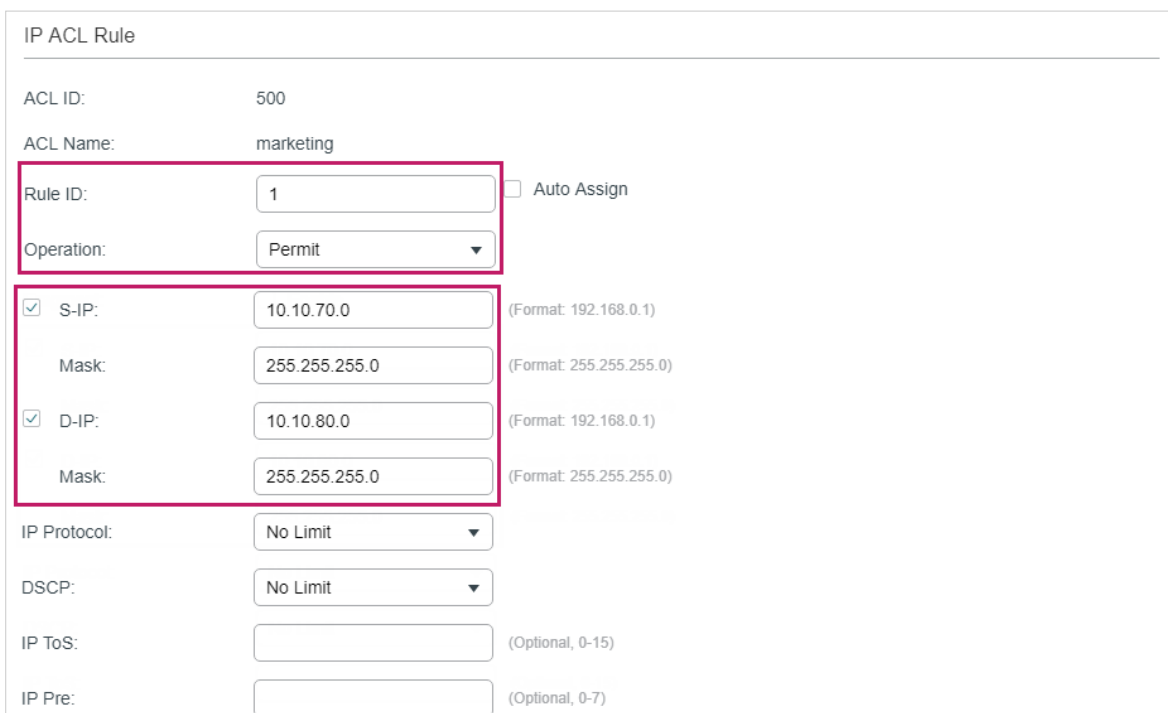 IP ACL Rule
ACL ID: 500
ACL Name: marketing
Rule ID: 1 Auto Assign
Operation: Permit
S-IP: 10.10.70.0 (Format: 192.168.0.1)
Mask: 255.255.255.0 (Format: 255.255.255.0)
D-IP: 10.10.80.0 (Format: 192.168.0.1)
Mask: 255.255.255.0 (Format: 255.255.255.0)
IP Protocol: No Limit
DSCP: No Limit
IP ToS: (Optional, 0-15)
IP Pre: (Optional, 0-7)